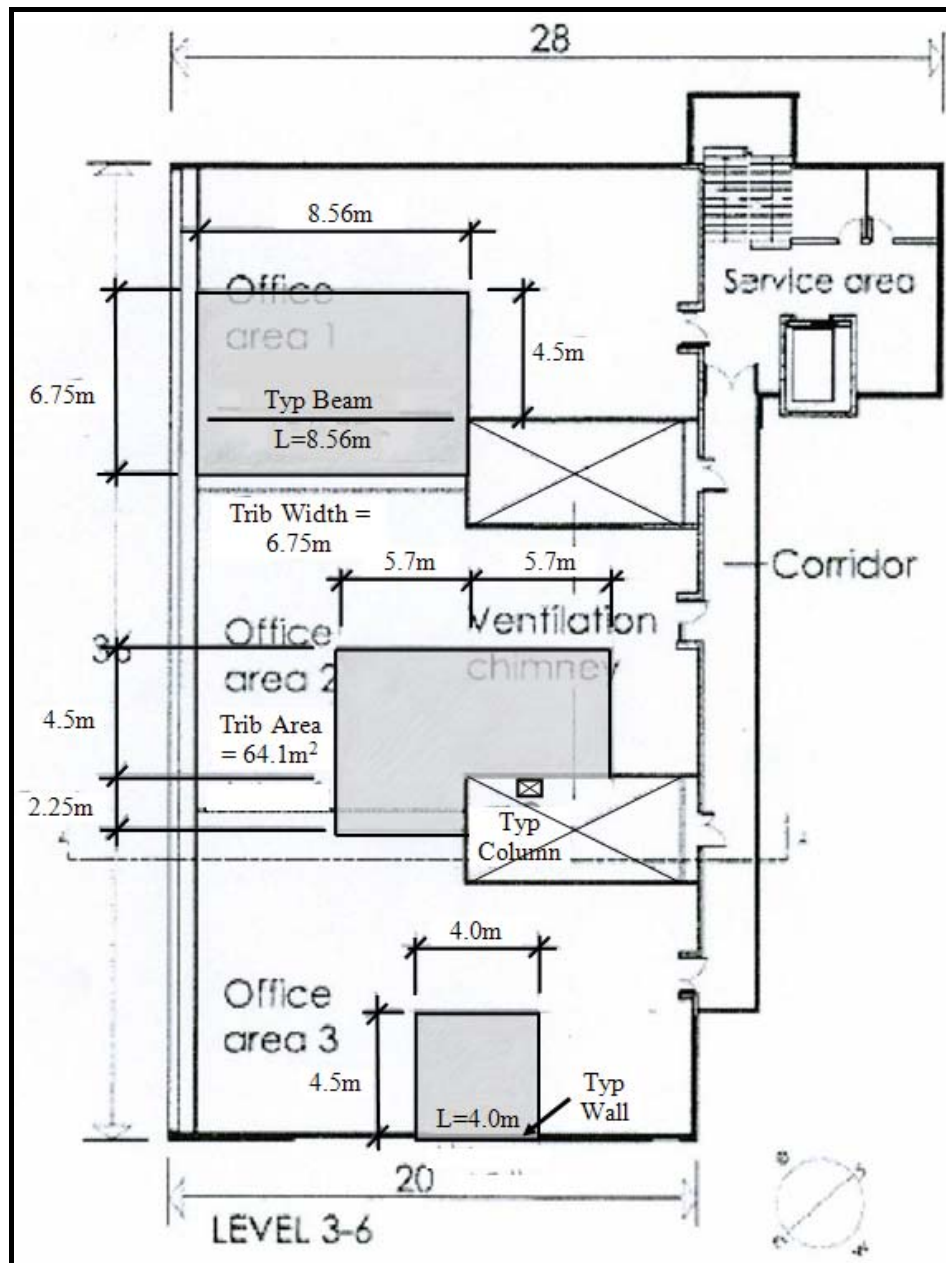 28
8.56m
Office
area 1
Service area
4.5m
6.75m
Typ Beam
L=8.56m
Trib Width =
6.75m
5.7m
5.7m
Corridor
Office
area 2
Ventilation
chimney
4.5m
Trib Area
= 64.1m²
2.25m
Typ
Column
4.0m
Office
area 3
4.5m
Typ
Wall
L=4.0m
20
LEVEL 3-6